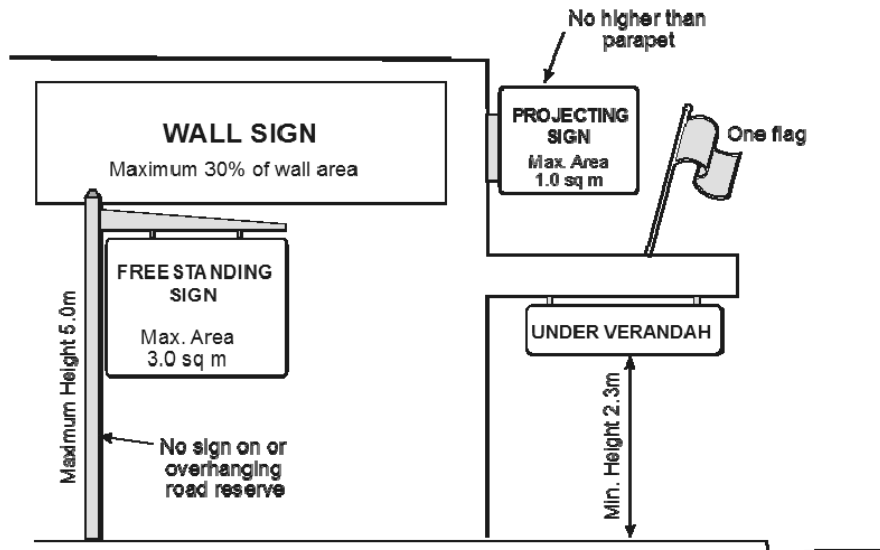 No higher than
parapet
WALL SIGN
Maximum 30% of wall area
PROJECTING
SIGN
Max. Area
1.0 sq m
One flag
FREE STANDING
SIGN
Max. Area
3.0 sq m
UNDER VERANDAH
Maximum Height 5.0m
No sign on or
overhanging
road reserve
Min. Height 2.3m